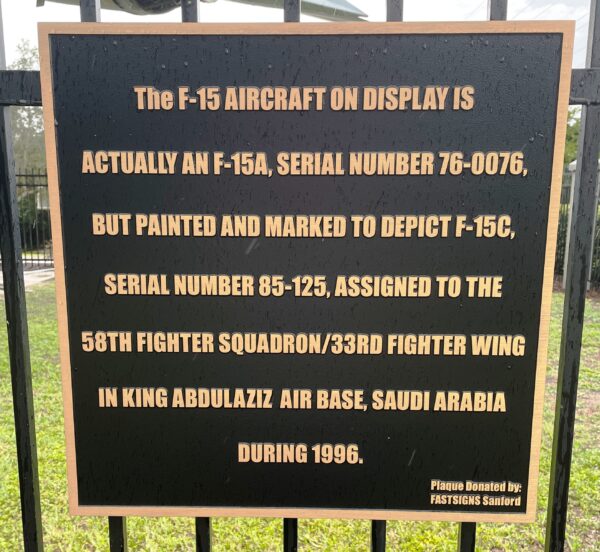 The F-15 AIRCRAFT ON DISPLAY IS
ACTUALLY AN F-15A, SERIAL NUMBER 76-0076,
BUT PAINTED AND MARKED TO DEPICT F-15C,
SERIAL NUMBER 85-125, ASSIGNED TO THE
58TH FIGHTER SQUADRON/33RD FIGHTER WING
IN KING ABDULAZIZ AIR BASE, SAUDI ARABIA
DURING 1996.
Plaque Donated by:
FASTSIGNS Sanford